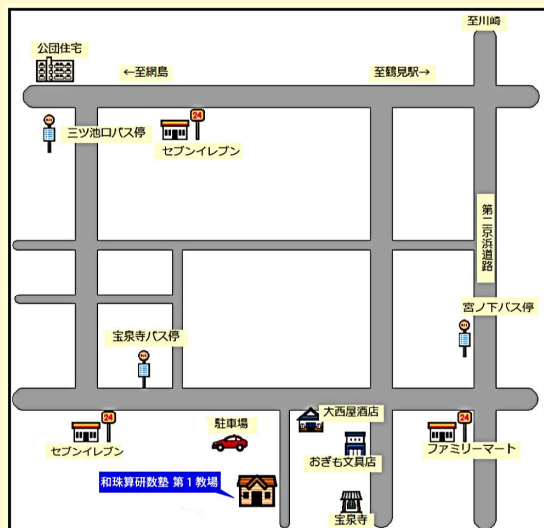 至川崎
公団住宅
←至網島
至鶴見駅→
24
三ツ池口バス停
セブンイレブン
第二京浜道路
宮ノ下バス停
宝泉寺バス停
24
セブンイレブン
駐車場
大西屋酒店
24
ファミリーマート
おぎも文具店
和珠算研数塾 第1教場
宝泉寺